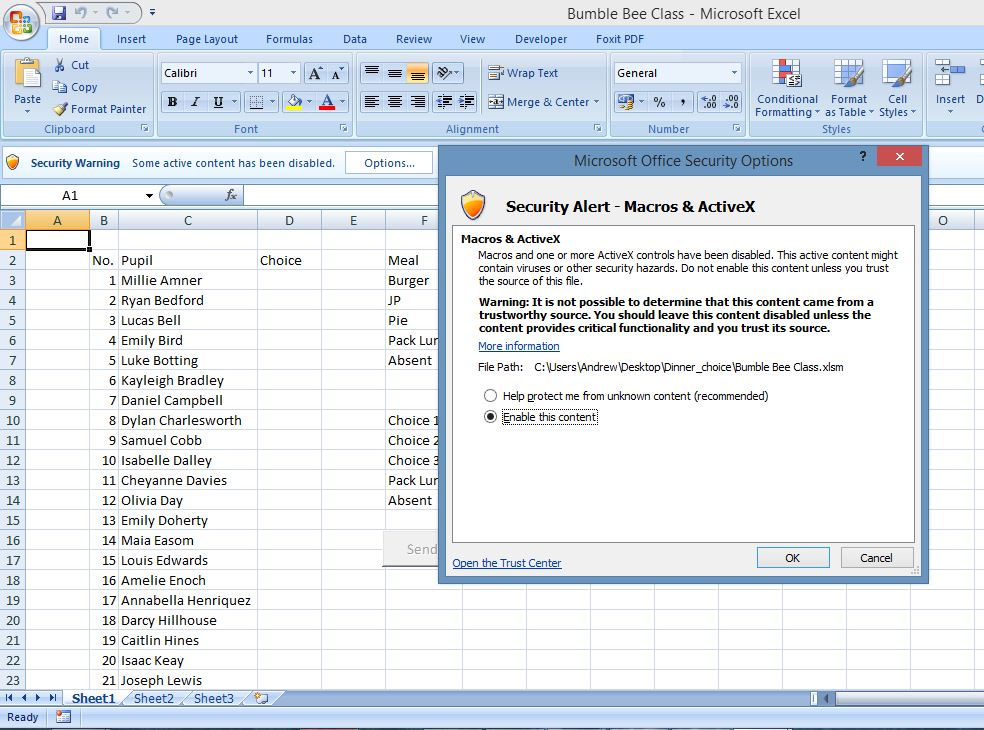 Bumble Bee Class - Microsoft Excel
Home Insert Page Layout Formulas Data Review View Developer Foxit PDF
Paste
Cut
Copy
Format Painter
Clipboard
Calibri 11
B I U
Font
Wrap Text
Merge & Center
Alignment
General
% ,
Number
Conditional Formatting
Format as Table
Cell Styles
Styles
Insert
Security Warning Some active content has been disabled. Options...
A1 fx
A B C D E F O
1
2 No. Pupil Choice Meal
3 1 Millie Amner Burger
4 2 Ryan Bedford JP
5 3 Lucas Bell Pie
6 4 Emily Bird Pack Lur
7 5 Luke Botting Absent
8 6 Kayleigh Bradley
9 7 Daniel Campbell
10 8 Dylan Charlesworth Choice 1
11 9 Samuel Cobb Choice 2
12 10 Isabelle Dalley Choice 3
13 11 Cheyanne Davies Pack Lur
14 12 Olivia Day Absent
15 13 Emily Doherty
16 14 Maia Easom
17 15 Louis Edwards
18 16 Amelie Enoch
19 17 Annabella Henriquez
20 18 Darcy Hillhouse
21 19 Caitlin Hines
22 20 Isaac Keay
23 21 Joseph Lewis
Send
Sheet1 Sheet2 Sheet3
Ready
Microsoft Office Security Options ?
Security Alert - Macros & ActiveX
Macros & ActiveX
Macros and one or more ActiveX controls have been disabled. This active content might
contain viruses or other security hazards. Do not enable this content unless you trust
the source of this file.
Warning: It is not possible to determine that this content came from a
trustworthy source. You should leave this content disabled unless the
content provides critical functionality and you trust its source.
More information
File Path: C:\Users\Andrew\Desktop\Dinner_choice\Bumble Bee Class.xlsm
Help protect me from unknown content (recommended)
Enable this content
Open the Trust Center
OK Cancel